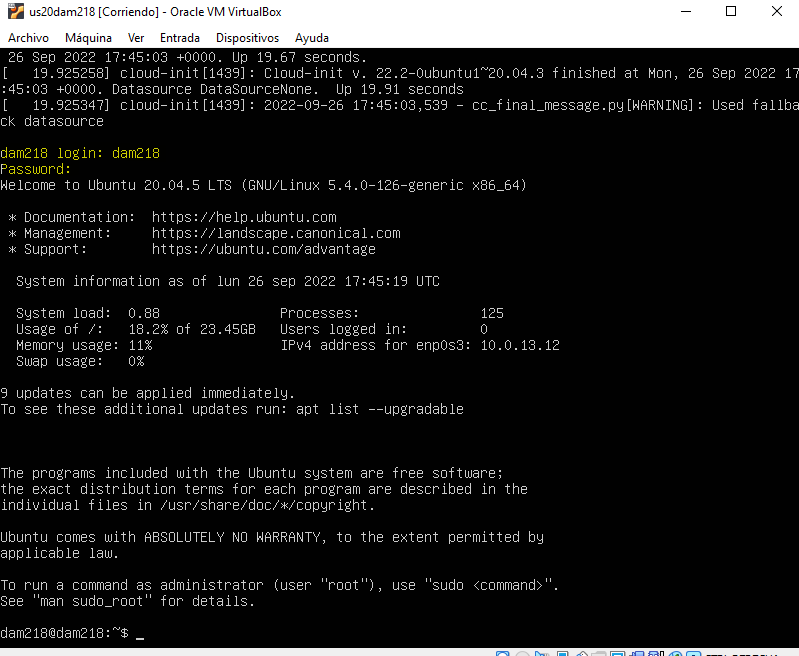 us20dam218 [Corriendo] - Oracle VM VirtualBox
Archivo Máquina Ver Entrada Dispositivos Ayuda
 26 Sep 2022 17:45:03 +0000. Up 19.67 seconds.
[   19.925258] cloud-init[1439]: Cloud-init v. 22.2-0ubuntu1~20.04.3 finished at Mon, 26 Sep 2022 17
:45:03 +0000. Datasource DataSourceNone.  Up 19.91 seconds
[   19.925347] cloud-init[1439]: 2022-09-26 17:45:03,539 - cc_final_message.py[WARNING]: Used fallba
ck datasource
dam218 login: dam218
Password:
Welcome to Ubuntu 20.04.5 LTS (GNU/Linux 5.4.0-126-generic x86_64)
 * Documentation:  https://help.ubuntu.com
 * Management:     https://landscape.canonical.com
 * Support:        https://ubuntu.com/advantage
  System information as of lun 26 sep 2022 17:45:19 UTC
  System load:  0.88               Processes:               125
  Usage of /:   18.2% of 23.45GB   Users logged in:         0
  Memory usage: 11%                IPv4 address for enp0s3: 10.0.13.12
  Swap usage:   0%
9 updates can be applied immediately.
To see these additional updates run: apt list --upgradable
The programs included with the Ubuntu system are free software;
the exact distribution terms for each program are described in the
individual files in /usr/share/doc/*/copyright.
Ubuntu comes with ABSOLUTELY NO WARRANTY, to the extent permitted by
applicable law.
To run a command as administrator (user "root"), use "sudo <command>".
See "man sudo_root" for details.
dam218@dam218:~$ _